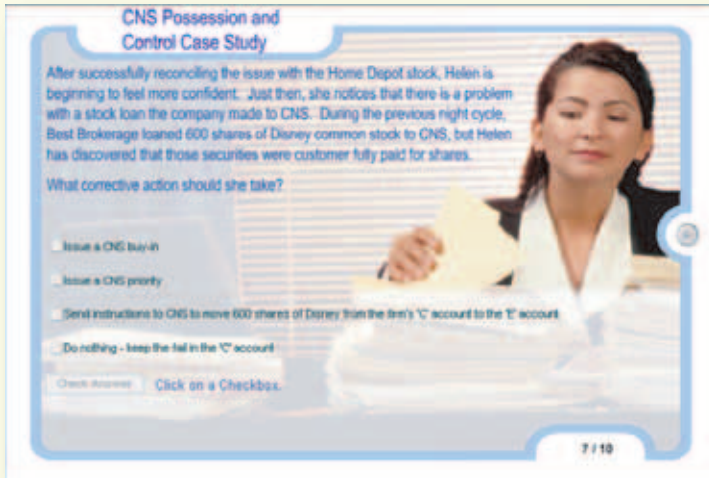 CNS Possession and
Control Case Study
After successfully reconciling the issue with the Home Depot stock, Helen is
beginning to feel more confident. Just then, she notices that there is a problem
with a stock loan the company made to CNS. During the previous night cycle,
Best Brokerage loaned 600 shares of Disney common stock to CNS, but Helen
has discovered that those securities were customer fully paid for shares.
What corrective action should she take?
Issue a CNS buy-in
Issue a CNS priority
Send instructions to CNS to move 600 shares of Disney from the firm's "C" account to the "E" account
Do nothing - keep the fail in the "C" account
Check Answer Click on a Checkbox.
7 / 10